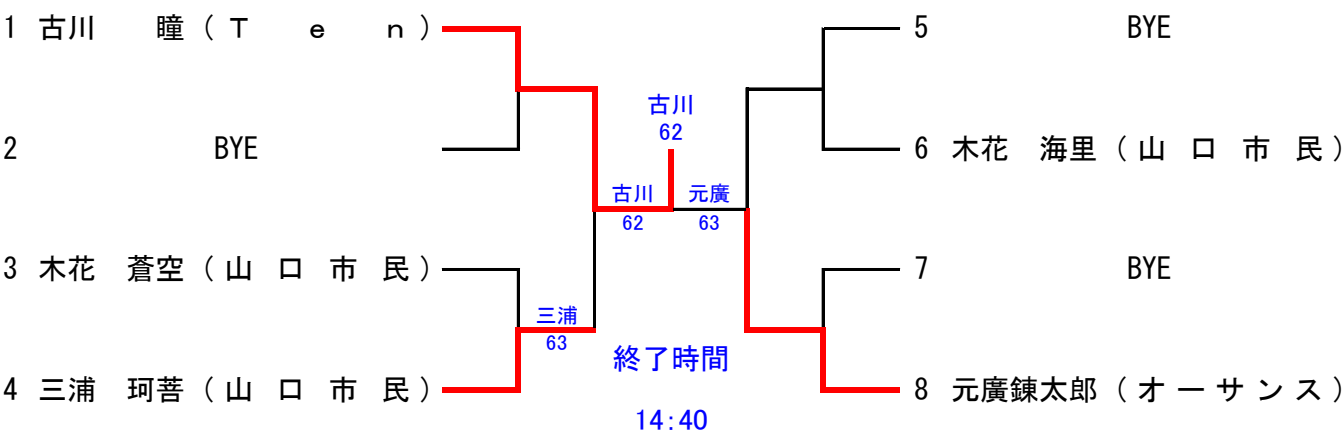 1 古川 瞳 ( Ｔ ｅ ｎ )
5 BYE
古川
62
2 BYE
6 木花 海里 ( 山 口 市 民 )
古川
62
元廣
63
3 木花 蒼空 ( 山 口 市 民 )
7 BYE
三浦
63
終了時間
4 三浦 珂菩 ( 山 口 市 民 )
8 元廣錬太郎 ( オ ー サ ン ス )
14:40